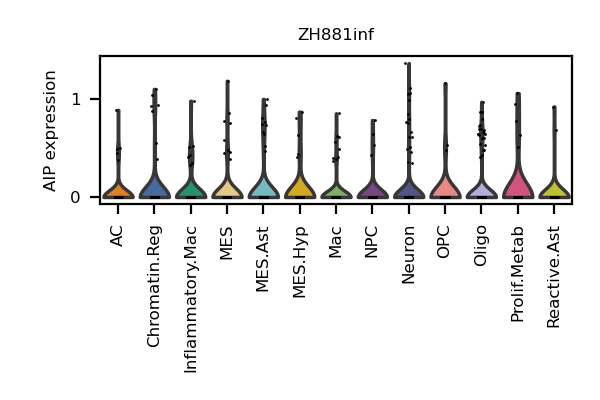 ZH881inf
AIP expression
1
0
AC
Chromatin.Reg
Inflammatory.Mac
MES
MES.Ast
MES.Hyp
Mac
NPC
Neuron
OPC
Oligo
Prolif.Metab
Reactive.Ast